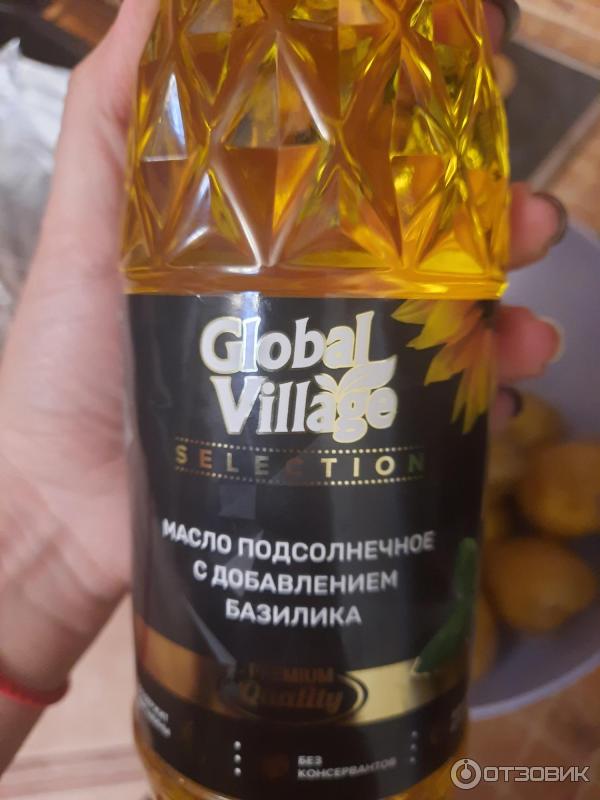 Global
Village
SELECTION
МАСЛО ПОДСОЛНЕЧНОЕ
С ДОБАВЛЕНИЕМ
БАЗИЛИКА
PREMIUM
Quality
БЕЗ
КОНСЕРВАНТОВ
ОТЗОВИК